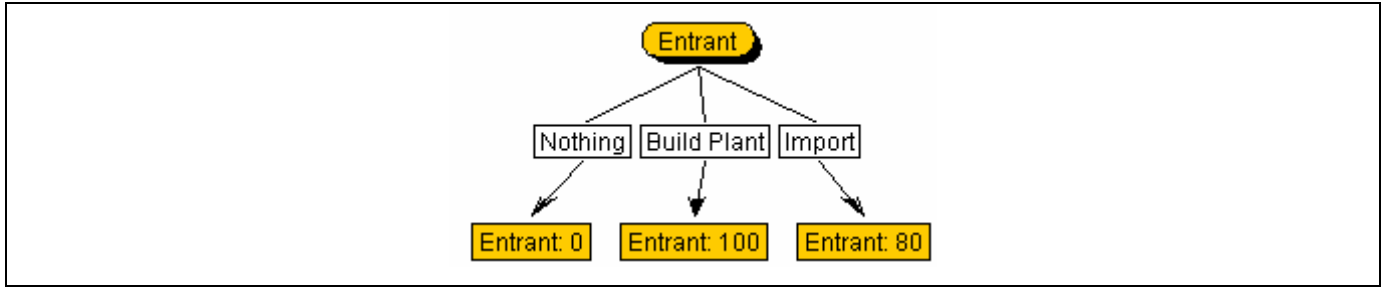 Entrant
Nothing
Build Plant
Import
Entrant: 0
Entrant: 100
Entrant: 80